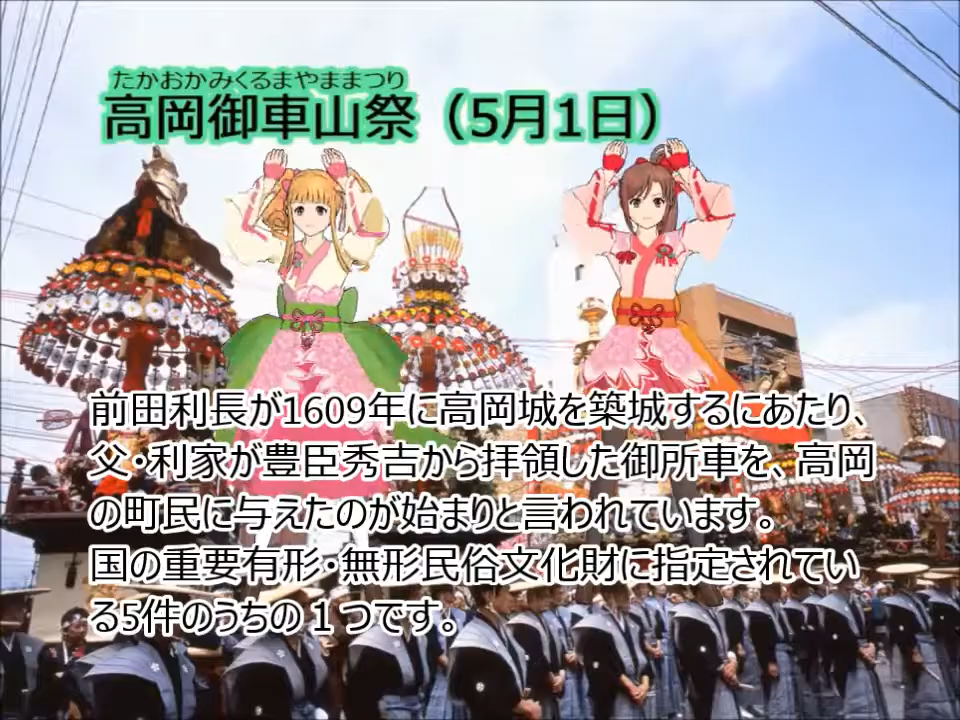 たかおかみくるまやままつり
高岡御車山祭（5月1日）
前田利長が1609年に高岡城を築城するにあたり、
父・利家が豊臣秀吉から拝領した御所車を、高岡
の町民に与えたのが始まりと言われています。
国の重要有形・無形民俗文化財に指定されてい
る5件のうちの１つです。